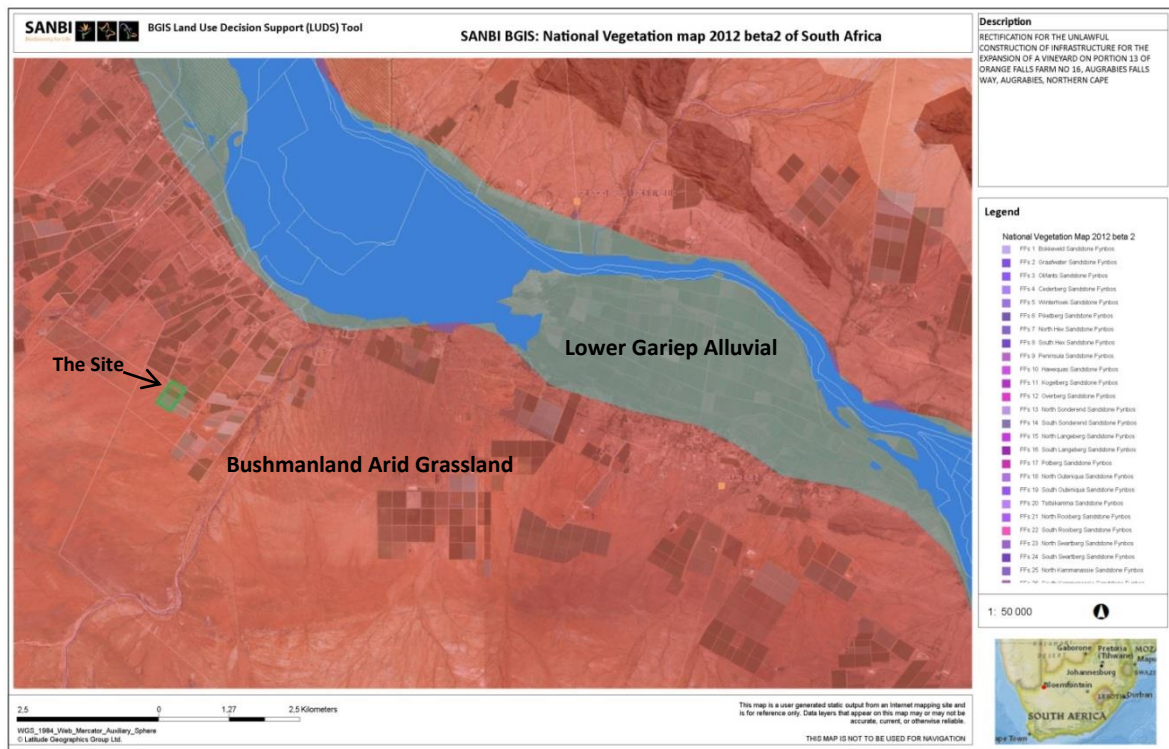 SANBI
Biodiversity for Life
BGIS Land Use Decision Support (LUDS) Tool
SANBI BGIS: National Vegetation map 2012 beta2 of South Africa
Description
RECTIFICATION FOR THE UNLAWFUL
CONSTRUCTION OF INFRASTRUCTURE FOR THE
EXPANSION OF A VINEYARD ON PORTION 13 OF
ORANGE FALLS FARM NO 16, AUGRABIES FALLS
WAY, AUGRABIES, NORTHERN CAPE
The Site
Lower Gariep Alluvial
Bushmanland Arid Grassland
Legend
National Vegetation Map 2012 beta 2
FFs 1 Bokkeveld Sandstone Fynbos
FFs 2 Graafwater Sandstone Fynbos
FFs 3 Olifants Sandstone Fynbos
FFs 4 Cederberg Sandstone Fynbos
FFs 5 Winterhoek Sandstone Fynbos
FFs 6 Piketberg Sandstone Fynbos
FFs 7 North Hex Sandstone Fynbos
FFs 8 South Hex Sandstone Fynbos
FFs 9 Peninsula Sandstone Fynbos
FFs 10 Hawequas Sandstone Fynbos
FFs 11 Kogelberg Sandstone Fynbos
FFs 12 Overberg Sandstone Fynbos
FFs 13 North Sonderend Sandstone Fynbos
FFs 14 South Sonderend Sandstone Fynbos
FFs 15 North Langeberg Sandstone Fynbos
FFs 16 South Langeberg Sandstone Fynbos
FFs 17 Potberg Sandstone Fynbos
FFs 18 North Outeniqua Sandstone Fynbos
FFs 19 South Outeniqua Sandstone Fynbos
FFs 20 Tsitsikamma Sandstone Fynbos
FFs 21 North Rooiberg Sandstone Fynbos
FFs 22 South Rooiberg Sandstone Fynbos
FFs 23 North Swartberg Sandstone Fynbos
FFs 24 South Swartberg Sandstone Fynbos
FFs 25 North Kammanassie Sandstone Fynbos
1: 50 000
Gaborone
Pretoria
(Tshwane)
MOZ
Maputo
Johannesburg
SWAZI
Bloemfontein
LESOTHO
Durban
SOUTH AFRICA
2,5
0
1,27
2,5 Kilometers
WGS_1984_Web_Mercator_Auxiliary_Sphere
© Latitude Geographics Group Ltd.
This map is a user generated static output from an Internet mapping site and
is for reference only. Data layers that appear on this map may or may not be
accurate, current, or otherwise reliable.
THIS MAP IS NOT TO BE USED FOR NAVIGATION